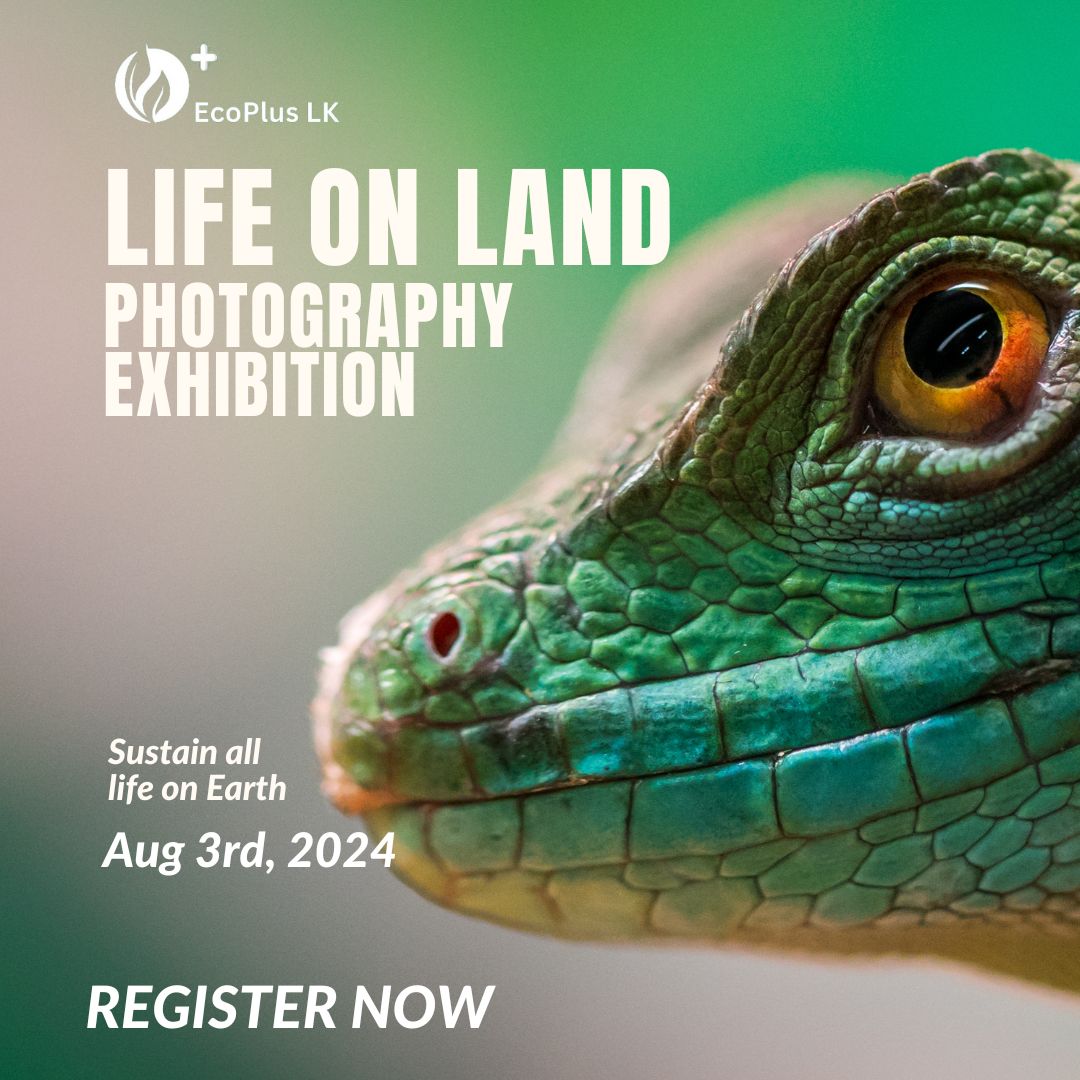 EcoPlus LK
LIFE ON LAND
PHOTOGRAPHY
EXHIBITION
Sustain all
life on Earth
Aug 3rd, 2024
REGISTER NOW